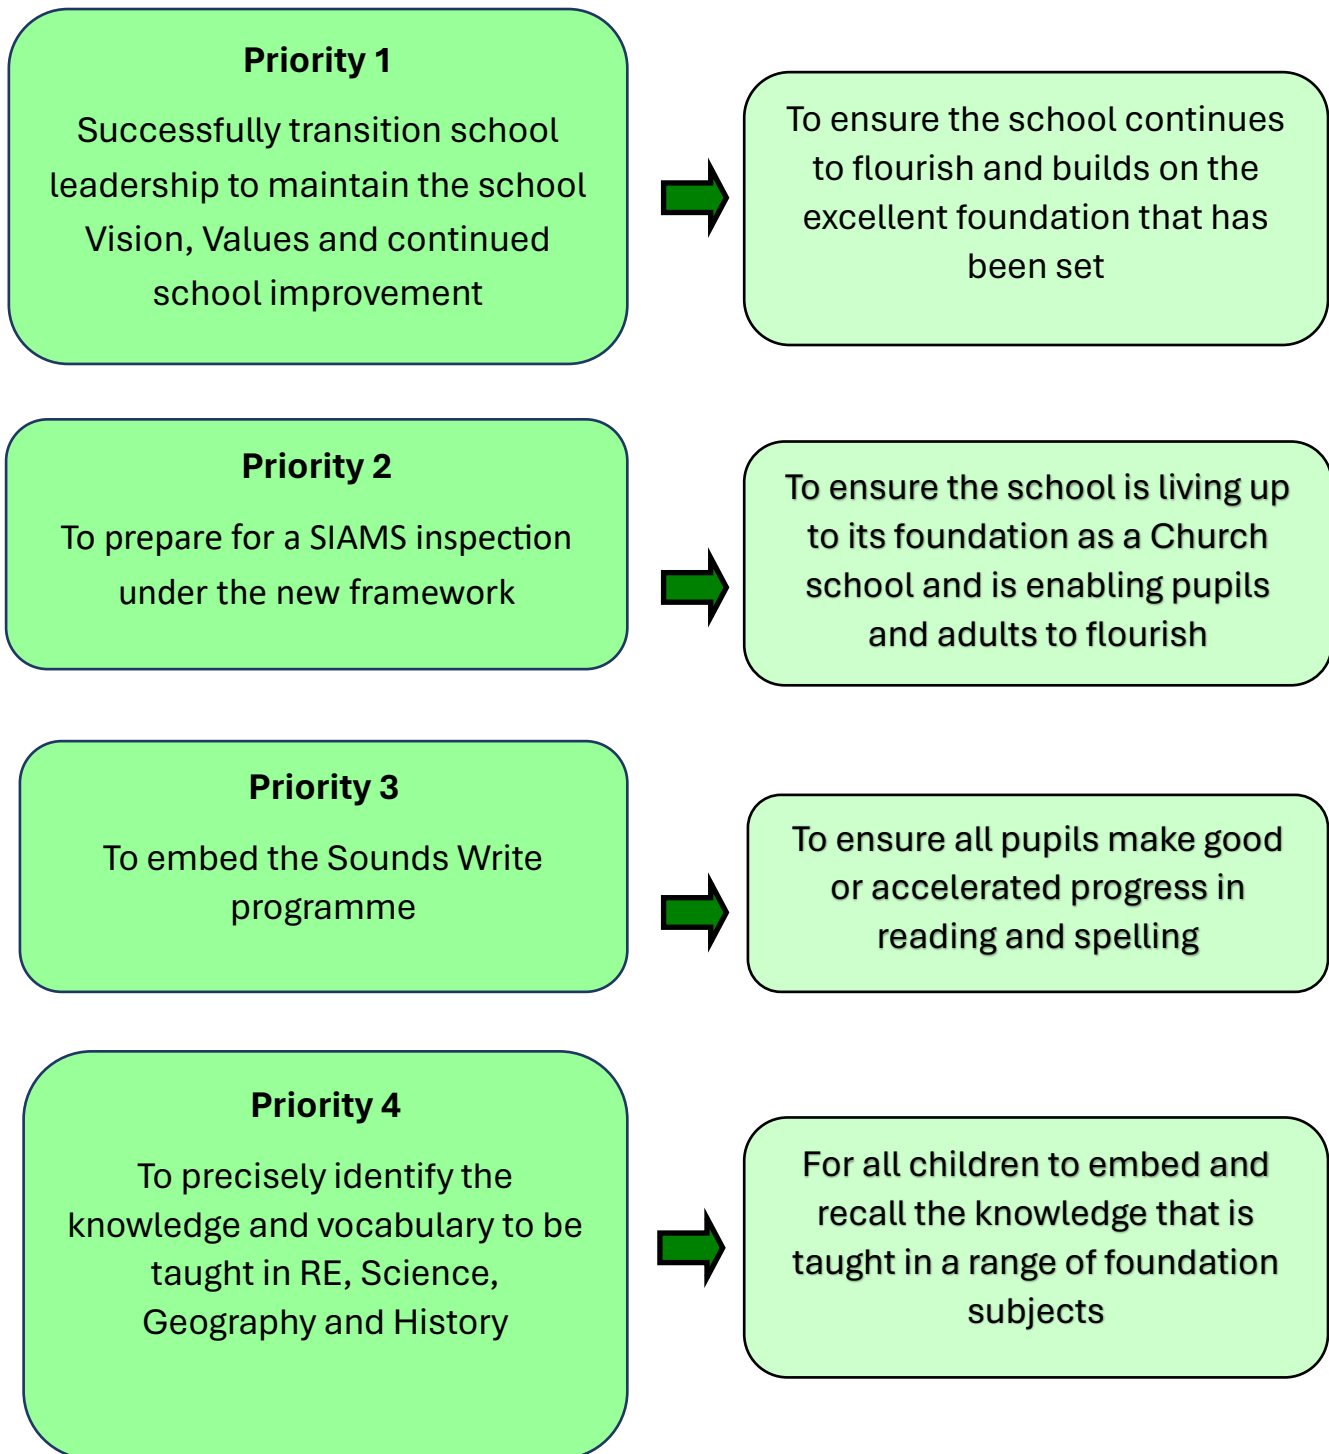 Priority 1
Successfully transition school
leadership to maintain the school
Vision, Values and continued
school improvement
To ensure the school continues
to flourish and builds on the
excellent foundation that has
been set
Priority 2
To prepare for a SIAMS inspection
under the new framework
To ensure the school is living up
to its foundation as a Church
school and is enabling pupils
and adults to flourish
Priority 3
To embed the Sounds Write
programme
To ensure all pupils make good
or accelerated progress in
reading and spelling
Priority 4
To precisely identify the
knowledge and vocabulary to be
taught in RE, Science,
Geography and History
For all children to embed and
recall the knowledge that is
taught in a range of foundation
subjects